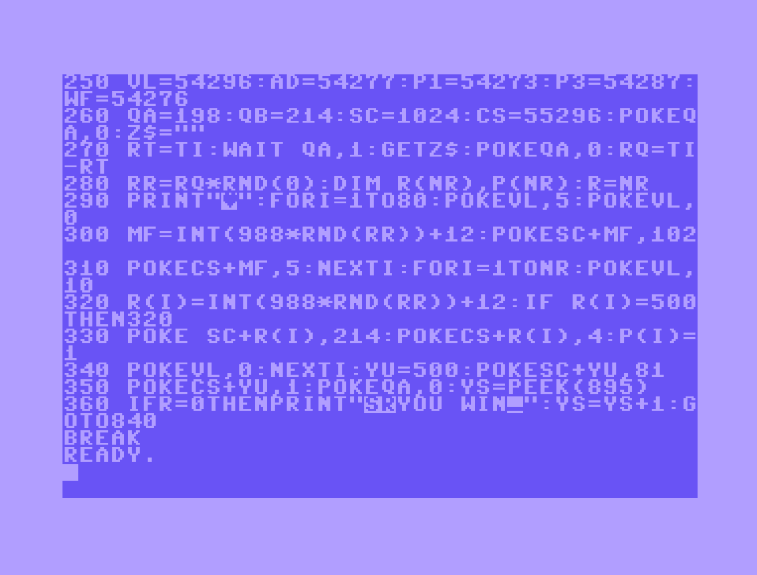 250 VL=54296:AD=54277:P1=54273:P3=54287:
WF=54276
260 QA=198:QB=214:SC=1024:CS=55296:POKEQ
A,0:Z$=""
270 RT=TI:WAIT QA,1:GETZ$:POKEQA,0:RQ=TI
-RT
280 RR=RQ*RND(0):DIM R(NR),P(NR):R=NR
290 PRINT"♥":FORI=1TO80:POKEVL,5:POKEVL,
0
300 MF=INT(988*RND(RR))+12:POKESC+MF,102
310 POKECS+MF,5:NEXTI:FORI=1TONR:POKEVL,
10
320 R(I)=INT(988*RND(RR))+12:IF R(I)=500
THEN320
330 POKE SC+R(I),214:POKECS+R(I),4:P(I)=
1
340 POKEVL,0:NEXTI:YU=500:POKESC+YU,81
350 POKECS+YU,1:POKEQA,0:YS=PEEK(895)
360 IFR=0THENPRINT"SRYOU WIN_":YS=YS+1:G
OTO840
BREAK
READY.